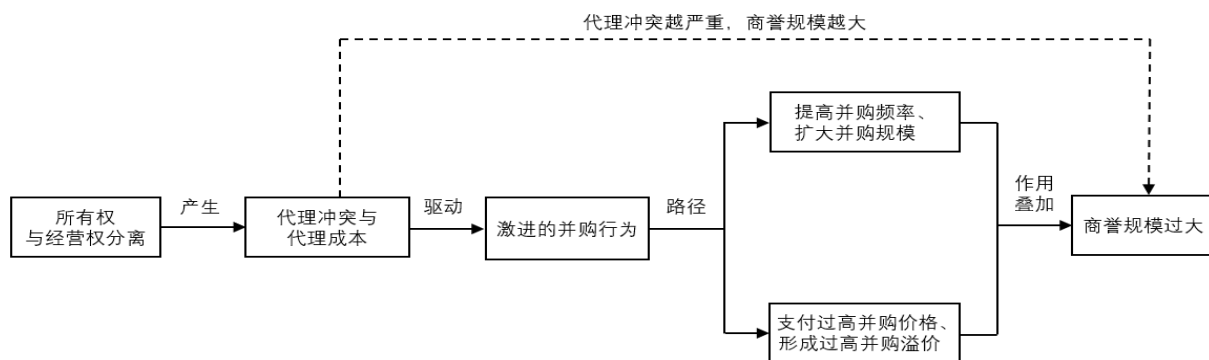 代理冲突越严重，商誉规模越大
提高并购频率、
扩大并购规模
所有权
与经营权分离
产生
代理冲突与
代理成本
驱动
激进的并购行为
路径
作用
叠加
商誉规模过大
支付过高并购价格、
形成过高并购溢价